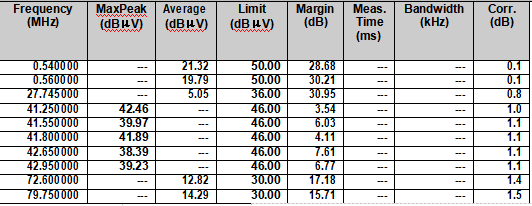 Frequency (MHz) MaxPeak (dBµV) Average (dBµV) Limit (dBµV) Margin (dB) Meas. Time (ms) Bandwidth (kHz) Corr. (dB)
0.540000 --- 21.32 50.00 28.68 --- --- 0.1
0.560000 --- 19.79 50.00 30.21 --- --- 0.1
27.745000 --- 5.05 36.00 30.95 --- --- 0.8
41.250000 42.46 --- 46.00 3.54 --- --- 1.0
41.550000 39.97 --- 46.00 6.03 --- --- 1.1
41.800000 41.89 --- 46.00 4.11 --- --- 1.1
42.650000 38.39 --- 46.00 7.61 --- --- 1.1
42.950000 39.23 --- 46.00 6.77 --- --- 1.1
72.600000 --- 12.82 30.00 17.18 --- --- 1.4
79.750000 --- 14.29 30.00 15.71 --- --- 1.5